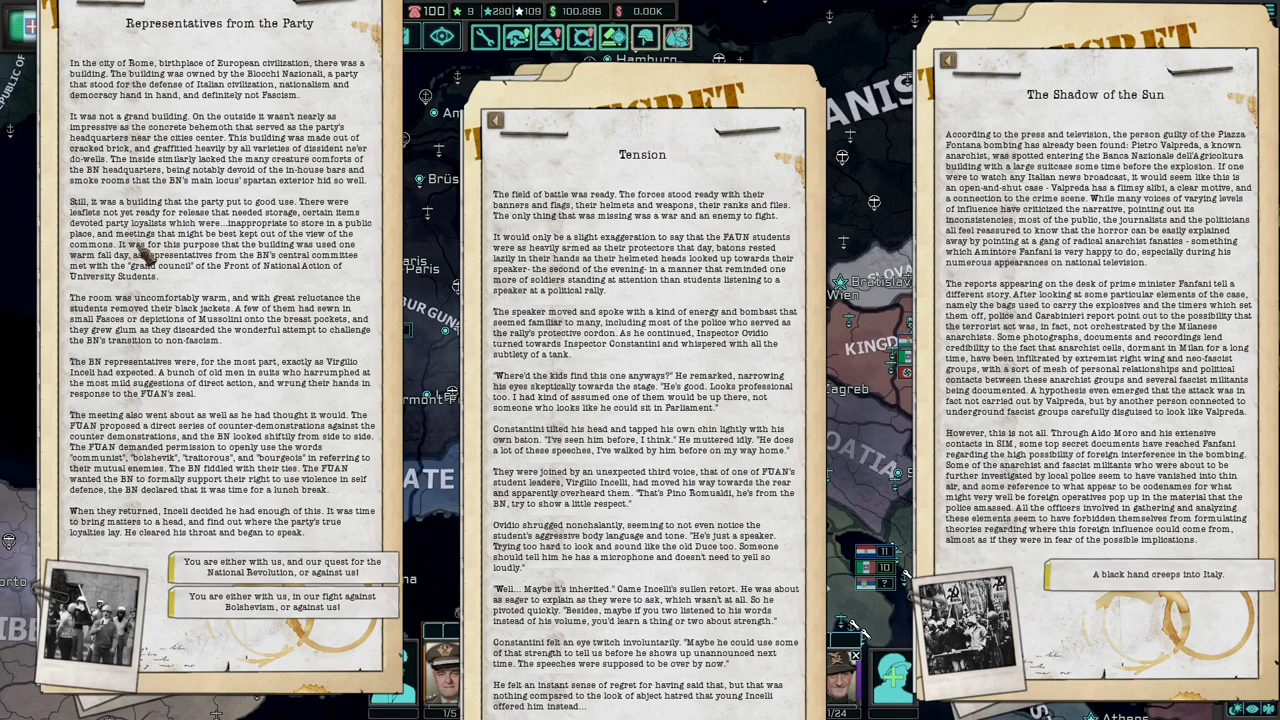 Representatives from the Party
In the city of Rome, birthplace of European civilization, there was a
building. The building was owned by the Blocchi Nazionali, a party
that stood for the defense of Italian civilization, nationalism and
democracy hand in hand, and definitely not Fascism.
It was not a grand building. On the outside it wasn't nearly as
impressive as the concrete behemoth that served as the party's
headquarters near the cities center. This building was made out of
cracked brick, and graffitied heavily by all varieties of dissident ne'er
do-wells. The inside similarly lacked the many creature comforts of
the BN headquarters, being notably devoid of the in-house bars and
smoke rooms that the BN's main locus' spartan exterior hid so well.
Still, it was a building that the party put to good use. There were
leaflets not yet ready for release that needed storage, certain items
devoted party loyalists which were...inappropriate to store in a public
place, and meetings that might be best kept out of the view of the
commons. It was for this purpose that the building was used one
warm fall day, as representatives from the BN's central committee
met with the "grand council" of the Front of National Action of
University Students.
The room was uncomfortably warm, and with great reluctance the
students removed their black jackets. A few of them had sewn in
small Fasces or depictions of Mussolini onto the breast pockets, and
they grew glum as they discarded the wonderful attempt to challenge
the BN's transition to non-fascism.
The BN representatives were, for the most part, exactly as Virgilio
Inceli had expected. A bunch of old men in suits who harrumphed at
the most mild suggestions of direct action, and wrung their hands in
response to the FUAN's zeal.
The meeting also went about as well as he had thought it would. The
FUAN proposed a direct series of counter-demonstrations against the
counter demonstrations, and the BN looked shiftily from side to side.
The FUAN demanded permission to openly use the words
"communist", "bolshevik", "traitorous", and "bourgeois" in referring to
their mutual enemies. The BN fiddled with their ties. The FUAN
wanted the BN to formally support their right to use violence in self
defense, the BN declared that it was time for a lunch break.
When they returned, Inceli decided he had enough of this. It was time
to bring matters to a head, and find out where the party's true
loyalties lay. He cleared his throat and began to speak.
You are either with us, and our quest for the
National Revolution, or against us!
You are either with us, in our fight against
Bolshevism, or against us!
Tension
The field of battle was ready. The forces stood ready with their
banners and flags, their helmets and weapons, their ranks and files.
The only thing that was missing was a war and an enemy to fight.
It would only be a slight exaggeration to say that the FAUN students
were as heavily armed as their protectors that day, batons rested
lazily in their hands as their helmeted heads looked up towards their
speaker- the second of the evening- in a manner that reminded one
more of soldiers standing at attention than students listening to a
speaker at a political rally.
The speaker moved and spoke with a kind of energy and bombast that
seemed familiar to many, including most of the police who served as
the rally's protective cordon. As he continued, Inspector Ovidio
turned towards Inspector Constantini and whispered with all the
subtlety of a tank.
"Where'd the kids find this one anyways?" He remarked, narrowing
his eyes skeptically towards the stage. "He's good. Looks professional
too. I had kind of assumed one of them would be up there, not
someone who looks like he could sit in Parliament."
Constantini tilted his head and tapped his own chin lightly with his
own baton. "I've seen him before, I think." He muttered idly. "He does
a lot of these speeches, I've walked by him before on my way home."
They were joined by an unexpected third voice, that of one of FUAN's
student leaders, Virgilio Incelli, had moved his way towards the rear
and apparently overheard them. "That's Pino Romualdi, he's from the
BN, try to show a little respect."
Ovidio shrugged nonchalantly, seeming to not even notice the
student's aggressive body language and tone. "He's just a speaker.
Trying too hard to look and sound like the old Duce too. Someone
should tell him he has a microphone and doesn't need to yell so
loudly."
"Well... Maybe it's inherited." Came Incelli's sullen retort. He was about
as eager to explain as they were to ask, which wasn't at all. So he
pivoted quickly. "Besides, maybe if you two listened to his words
instead of his volume, you'd learn a thing or two about strength."
Constantini felt an eye twitch involuntarily. "Maybe he could use some
of that strength to tell us before he shows up unannounced next
time. The speeches were supposed to be over by now."
He felt an instant sense of regret for having said that, but that was
nothing compared to the look of abject hatred that young Incelli
offered him instead...
The Shadow of the Sun
According to the press and television, the person guilty of the Piazza
Fontana bombing has already been found: Pietro Valpreda, a known
anarchist, was spotted entering the Banca Nazionale dell'Agricoltura
building with a large suitcase some time before the explosion. If one
were to watch any Italian news broadcast, it would seem like this is
an open-and-shut case - Valpreda has a flimsy alibi, a clear motive, and
a connection to the crime scene. While many voices of varying levels
of influence have criticized the narrative, pointing out its
inconsistencies, most of the public, the journalists and the politicians
all feel reassured to know that the horror can be easily explained
away by pointing at a gang of radical anarchist fanatics - something
which Amintore Fanfani is very happy to do, especially during his
numerous appearances on national television.
The reports appearing on the desk of prime minister Fanfani tell a
different story. After looking at some particular elements of the case,
namely the bags used to carry the explosives and the timers which set
them off, police and Carabinieri report point out to the possibility that
the terrorist act was, in fact, not orchestrated by the Milanese
anarchists. Some photographs, documents and recordings lend
credibility to the fact that anarchist cells, dormant in Milan for a long
time, have been infiltrated by extremist right wing and neo-fascist
groups, with a sort of mesh of personal relationships and political
contacts between these anarchist groups and several fascist militants
being documented. A hypothesis even emerged that the attack was in
fact not carried out by Valpreda, but by another person connected to
underground fascist groups carefully disguised to look like Valpreda.
However, this is not all. Through Aldo Moro and his extensive
contacts in SIM, some top secret documents have reached Fanfani
regarding the high possibility of foreign interference in the bombing.
Some of the anarchist and fascist militants who were about to be
further investigated by local police seem to have vanished into thin
air, and some reference to what appear to be codenames for what
might very well be foreign operatives pop up in the material that the
police amassed. All the officers involved in gathering and analyzing
these elements seem to have forbidden themselves from formulating
theories regarding where this foreign influence could come from,
almost as if they were in fear of the possible implications.
A black hand creeps into Italy.
100 9 280 109 $ 100.89B $ 0.00K
Hamburg
Paris
Paris
Bratislava
Wien
Zagreb
KINGD
CROATIA
SLOVA
Athens
11
10
?
1/5
1/24